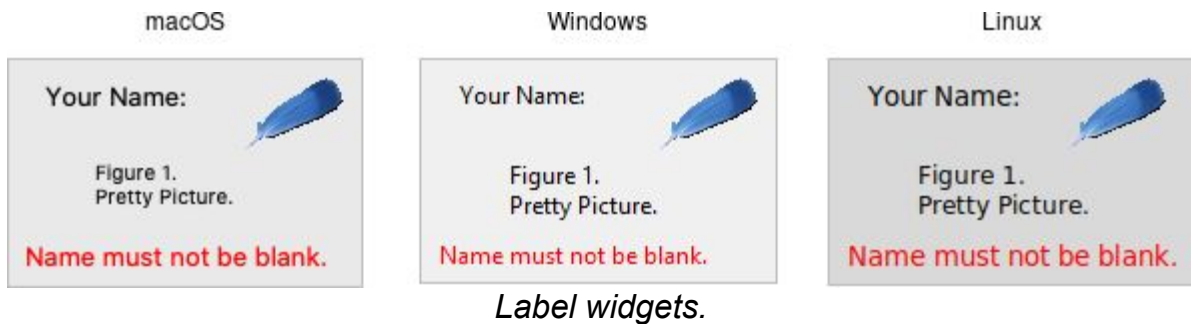 macOS
Your Name:
Figure 1.
Pretty Picture.
Name must not be blank.
Windows
Your Name:
Figure 1.
Pretty Picture.
Name must not be blank.
Linux
Your Name:
Figure 1.
Pretty Picture.
Name must not be blank.
Label widgets.